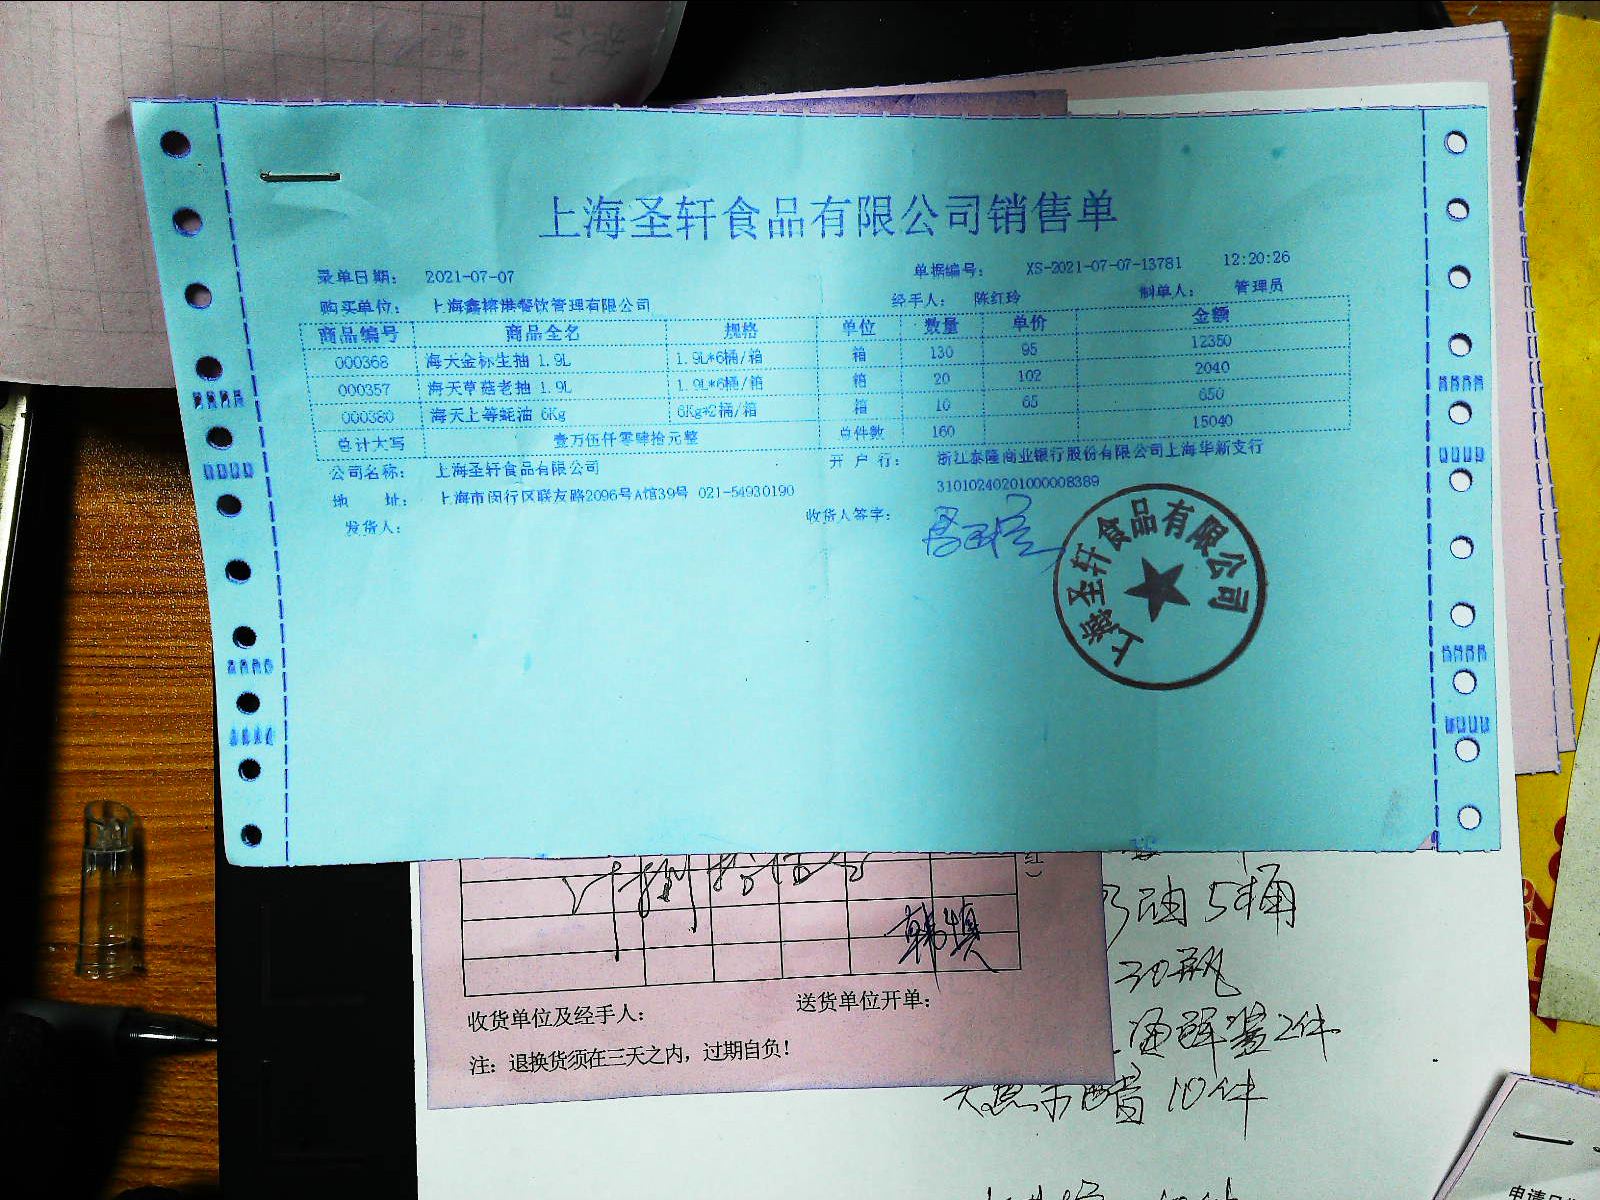 上海圣轩食品有限公司销售单
录单日期： 2021-07-07 单据编号： XS-2021-07-07-13781 12:20:26
购买单位： 上海鑫榕港餐饮管理有限公司 经手人： 陈红玲 制单人： 管理员
商品编号 商品全名 规格 单位 数量 单价 金额
000368 海天金标生抽 1.9L 1.9L*6桶/箱 箱 130 95 12350
000357 海天草菇老抽 1.9L 1.9L*6桶/箱 箱 20 102 2040
000380 海天上等蚝油 6Kg 6Kg*2桶/箱 箱 10 65 650
总计大写 壹万伍仟零肆拾元整 总件数 160 15040
公司名称： 上海圣轩食品有限公司 开 户 行： 浙江泰隆商业银行股份有限公司上海华新支行
地 址： 上海市闵行区联友路2096号A馆39号 021-54930190 31010240201000008389
发货人： 收货人签字：
上海圣轩食品有限公司
油 5桶
30瓶
海鲜酱2件
醋 10件
收货单位及经手人： 送货单位开单：
注：退换货须在三天之内，过期自负！
申请